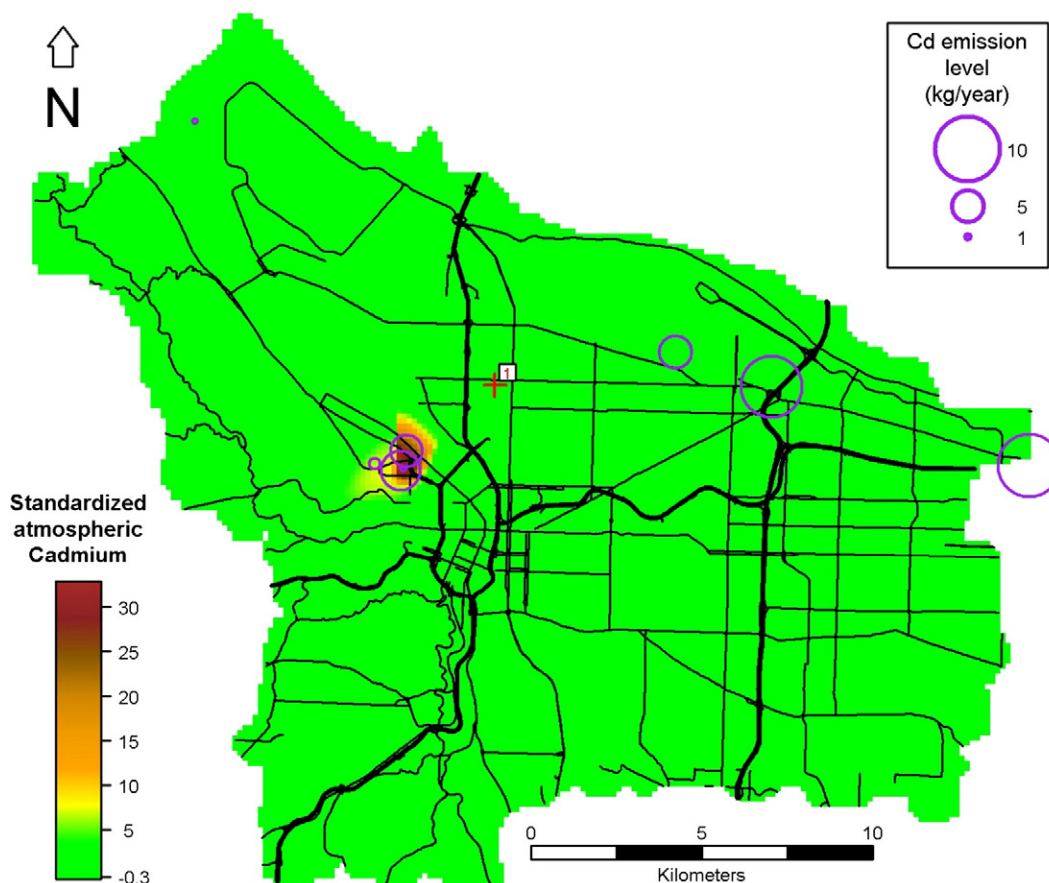 N
Cd emission
level
(kg/year)
10
5
1
1
Standardized
atmospheric
Cadmium
30
25
20
15
10
5
-0.3
0
5
10
Kilometers